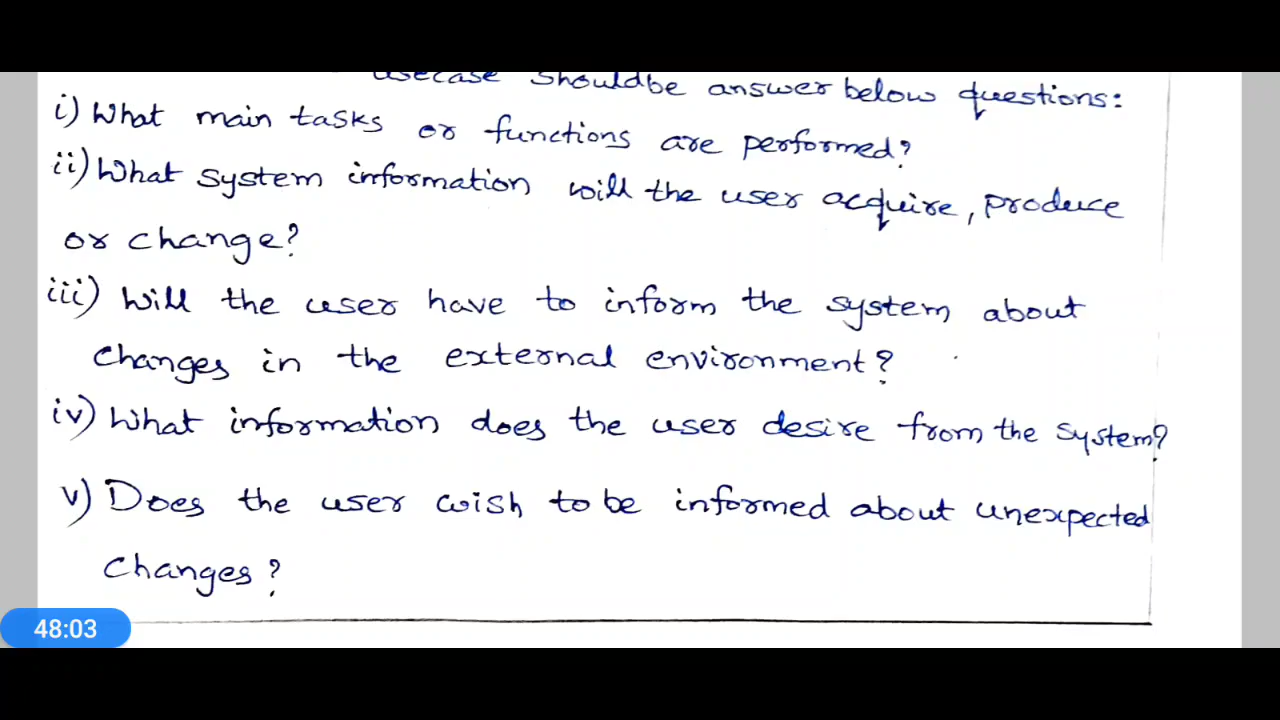 usecase shouldbe answer below questions:
i) What main tasks or functions are performed?
ii) What system information will the user acquire, produce
or change?
iii) Will the user have to inform the system about
changes in the external environment?
iv) What information does the user desire from the system?
v) Does the user wish to be informed about unexpected
changes?
48:03